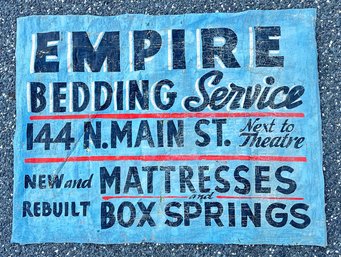 EMPIRE
BEDDING Service
144 N. MAIN ST. Next to Theatre
NEW and REBUILT MATTRESSES and BOX SPRINGS